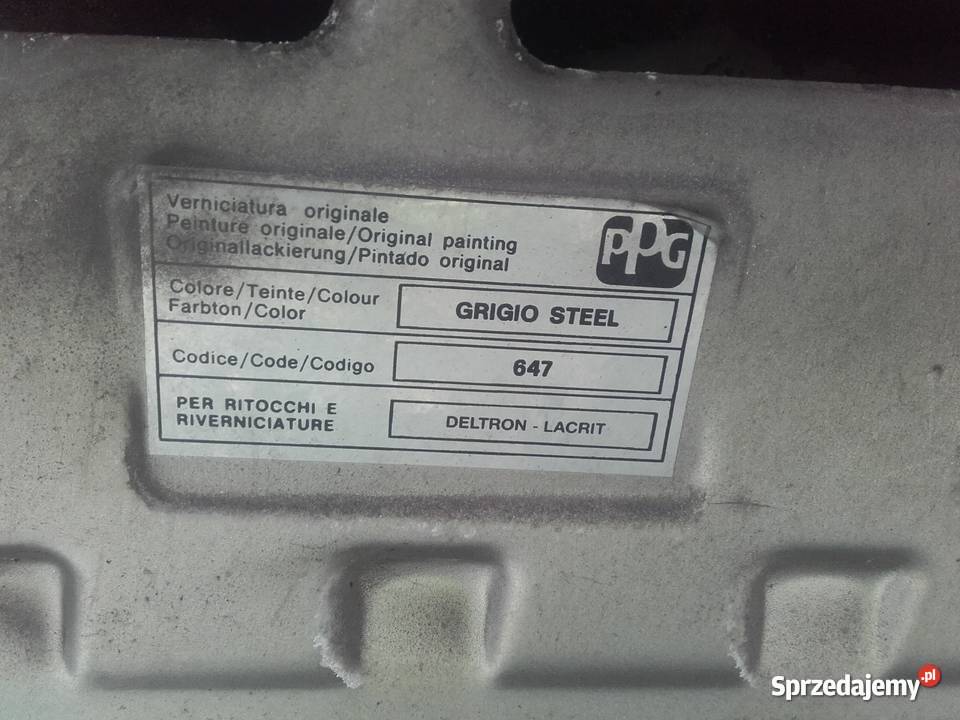 Verniciatura originale
Peinture originale/Original painting
Originallackierung/Pintado original
PPG
Colore/Teinte/Colour
Farbton/Color
GRIGIO STEEL
Codice/Code/Codigo
647
PER RITOCCHI E
RIVERNICIATURE
DELTRON - LACRIT
Sprzedajemy.pl